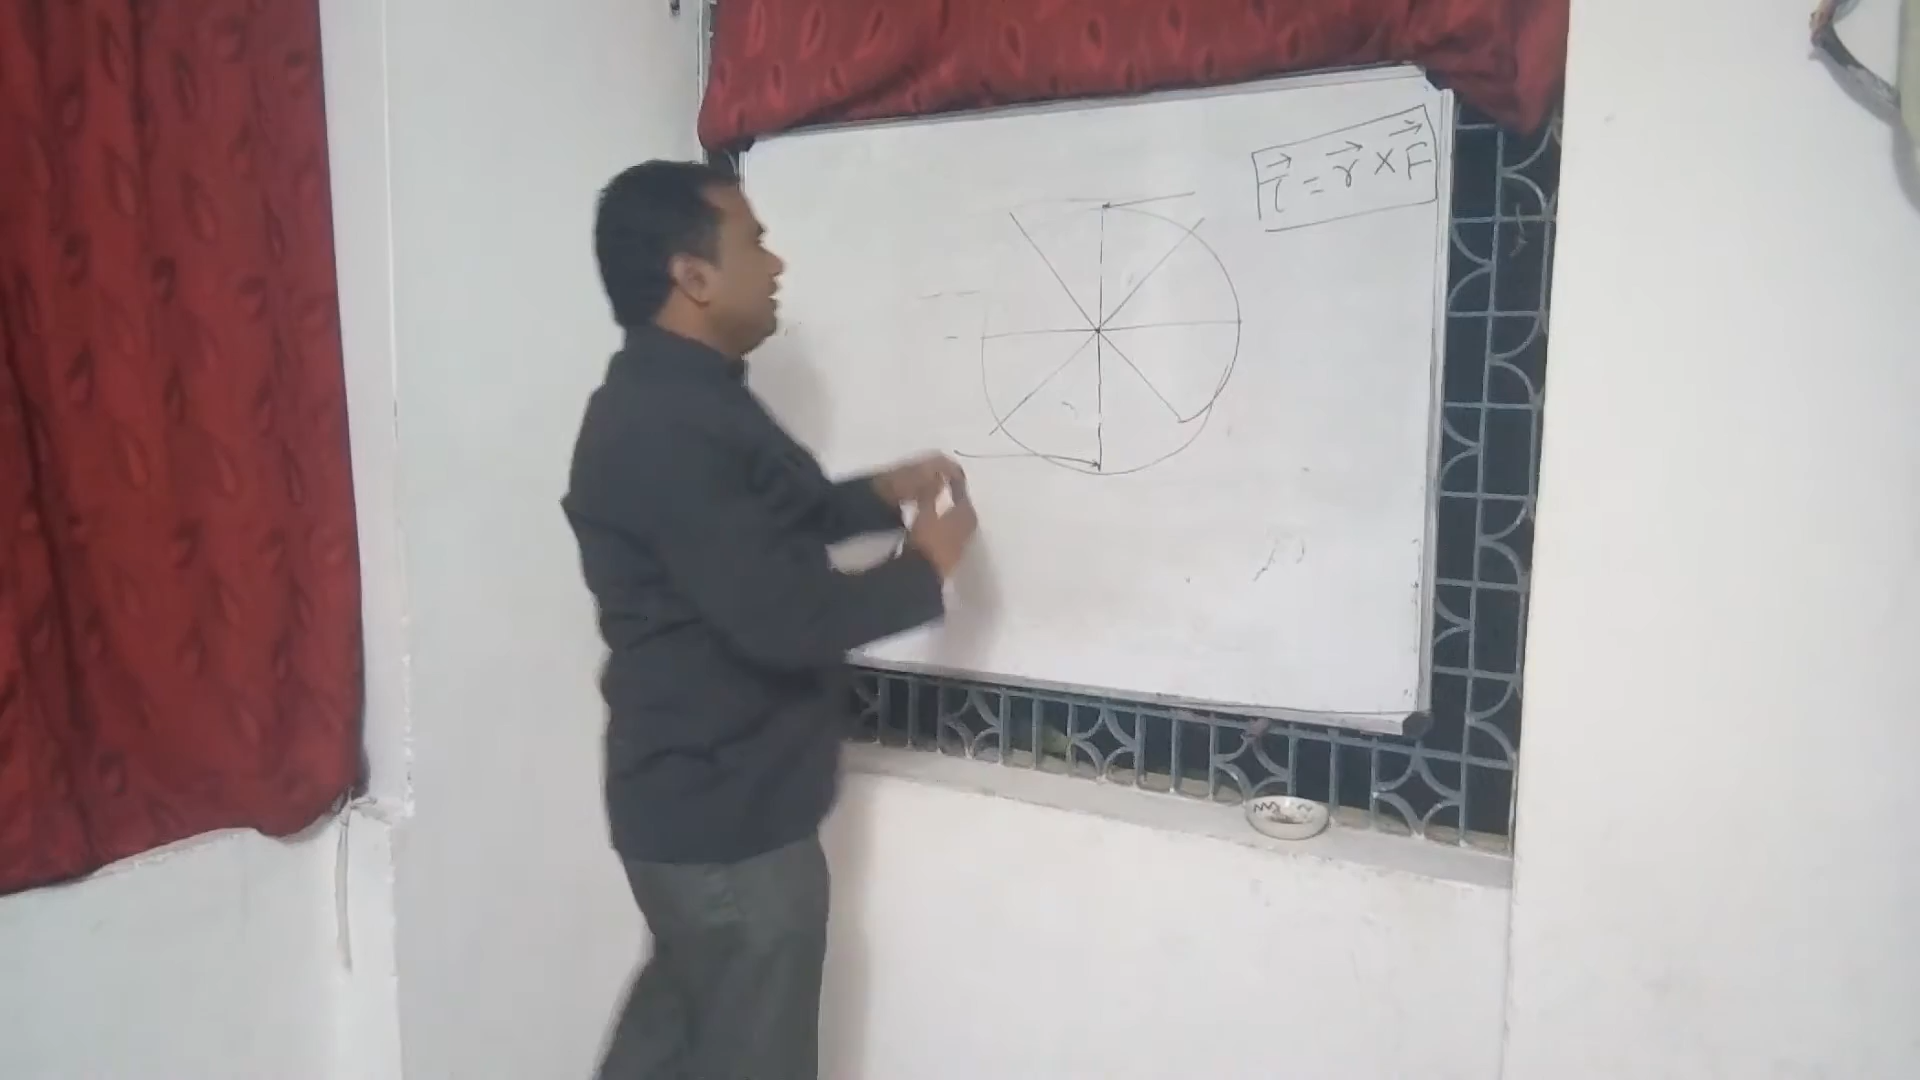 τ⃗ = r⃗ × F⃗